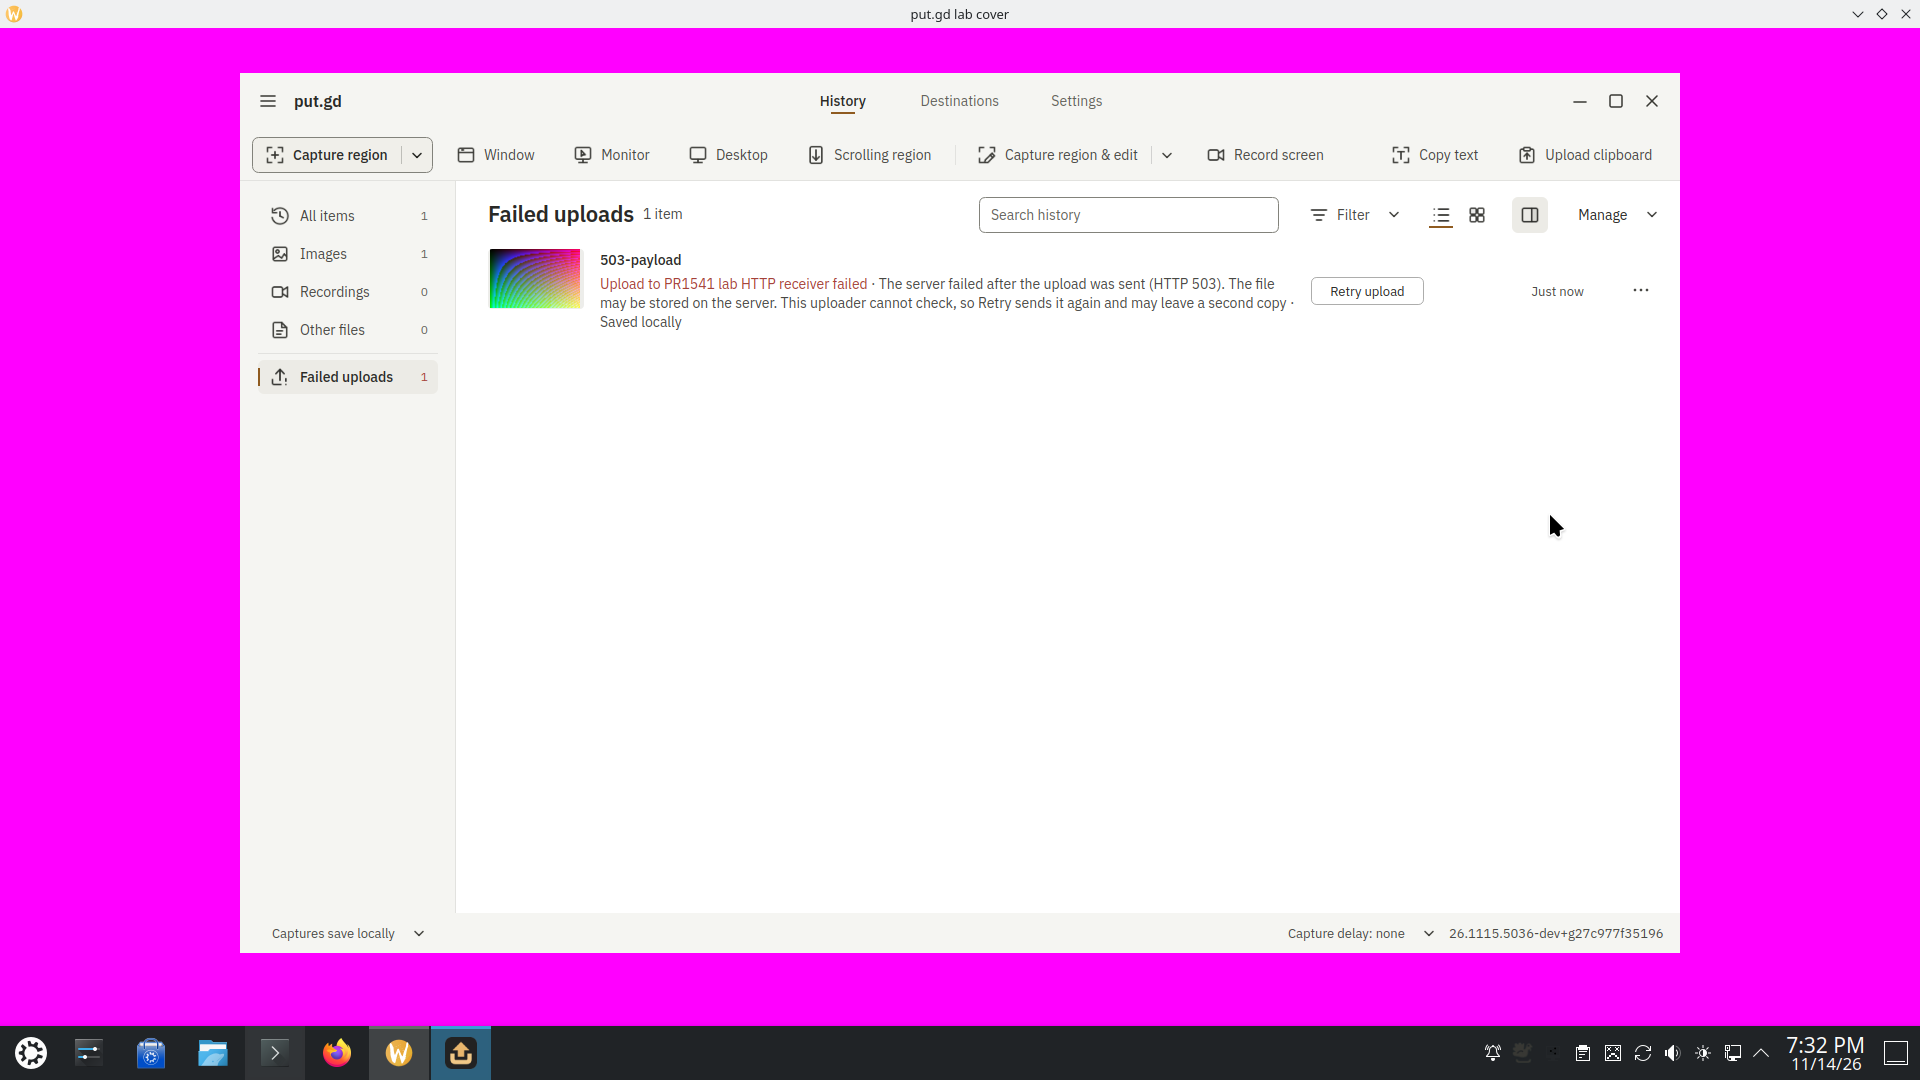 put.gd lab cover
put.gd
History
Destinations
Settings
Capture region
Window
Monitor
Desktop
Scrolling region
Capture region & edit
Record screen
Copy text
Upload clipboard
All items 1
Images 1
Recordings 0
Other files 0
Failed uploads 1
Failed uploads 1 item
Search history
Filter
Manage
503-payload
Upload to PR1541 lab HTTP receiver failed · The server failed after the upload was sent (HTTP 503). The file
may be stored on the server. This uploader cannot check, so Retry sends it again and may leave a second copy ·
Saved locally
Retry upload
Just now
Captures save locally
Capture delay: none
26.1115.5036-dev+g27c977f35196
7:32 PM
11/14/26